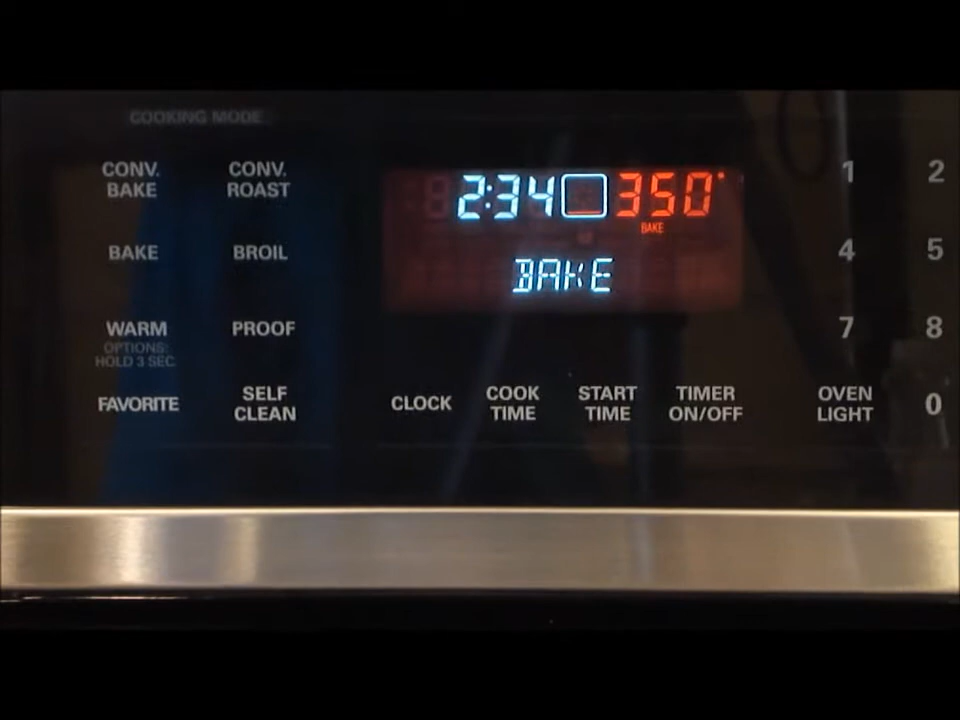 COOKING MODE
CONV.
BAKE
CONV.
ROAST
BAKE
BROIL
WARM
OPTIONS:
HOLD 3 SEC
PROOF
FAVORITE
SELF
CLEAN
2:34 350°
BAKE
BAKE
CLOCK
COOK
TIME
START
TIME
TIMER
ON/OFF
OVEN
LIGHT
1 2
4 5
7 8
0